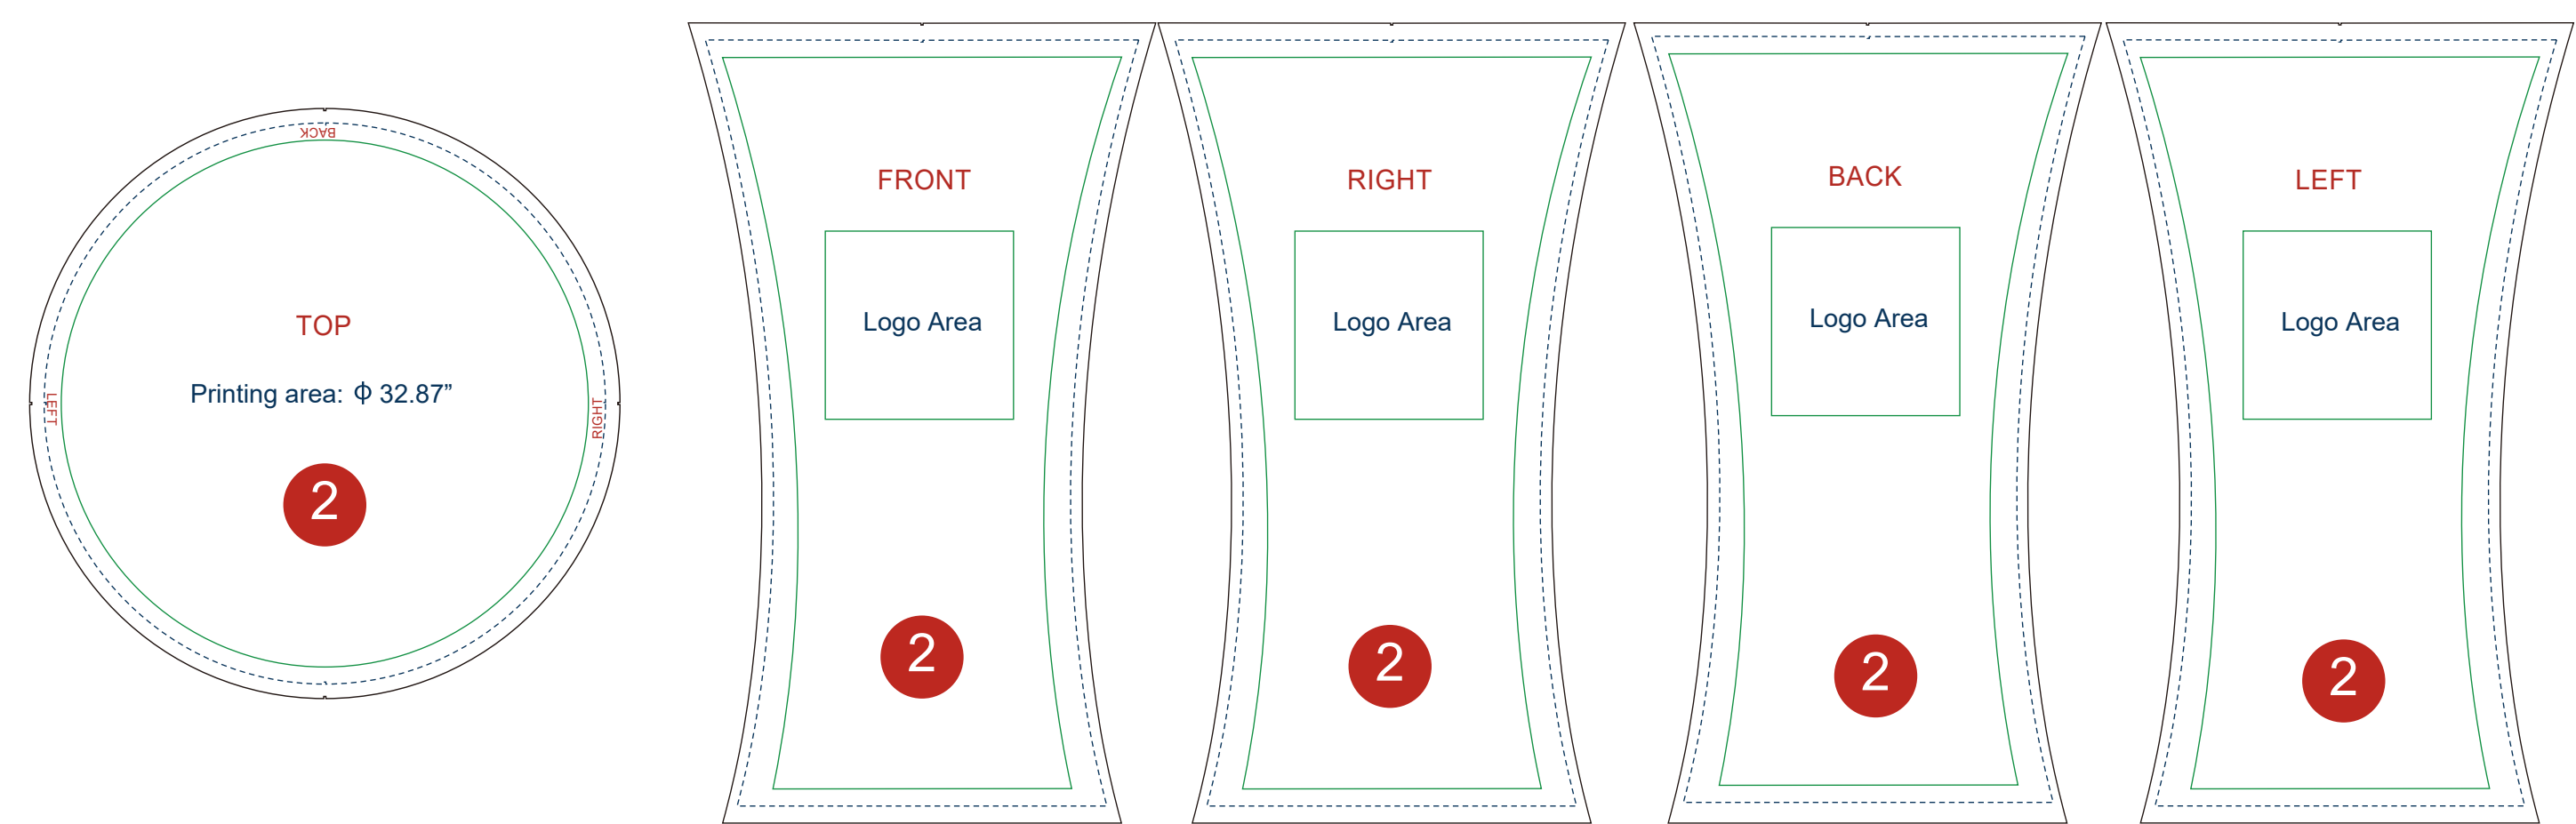 BACK
TOP
Printing area: Φ 32.87”
LEFT
RIGHT
2
FRONT
Logo Area
2
RIGHT
Logo Area
2
BACK
Logo Area
2
LEFT
Logo Area
2